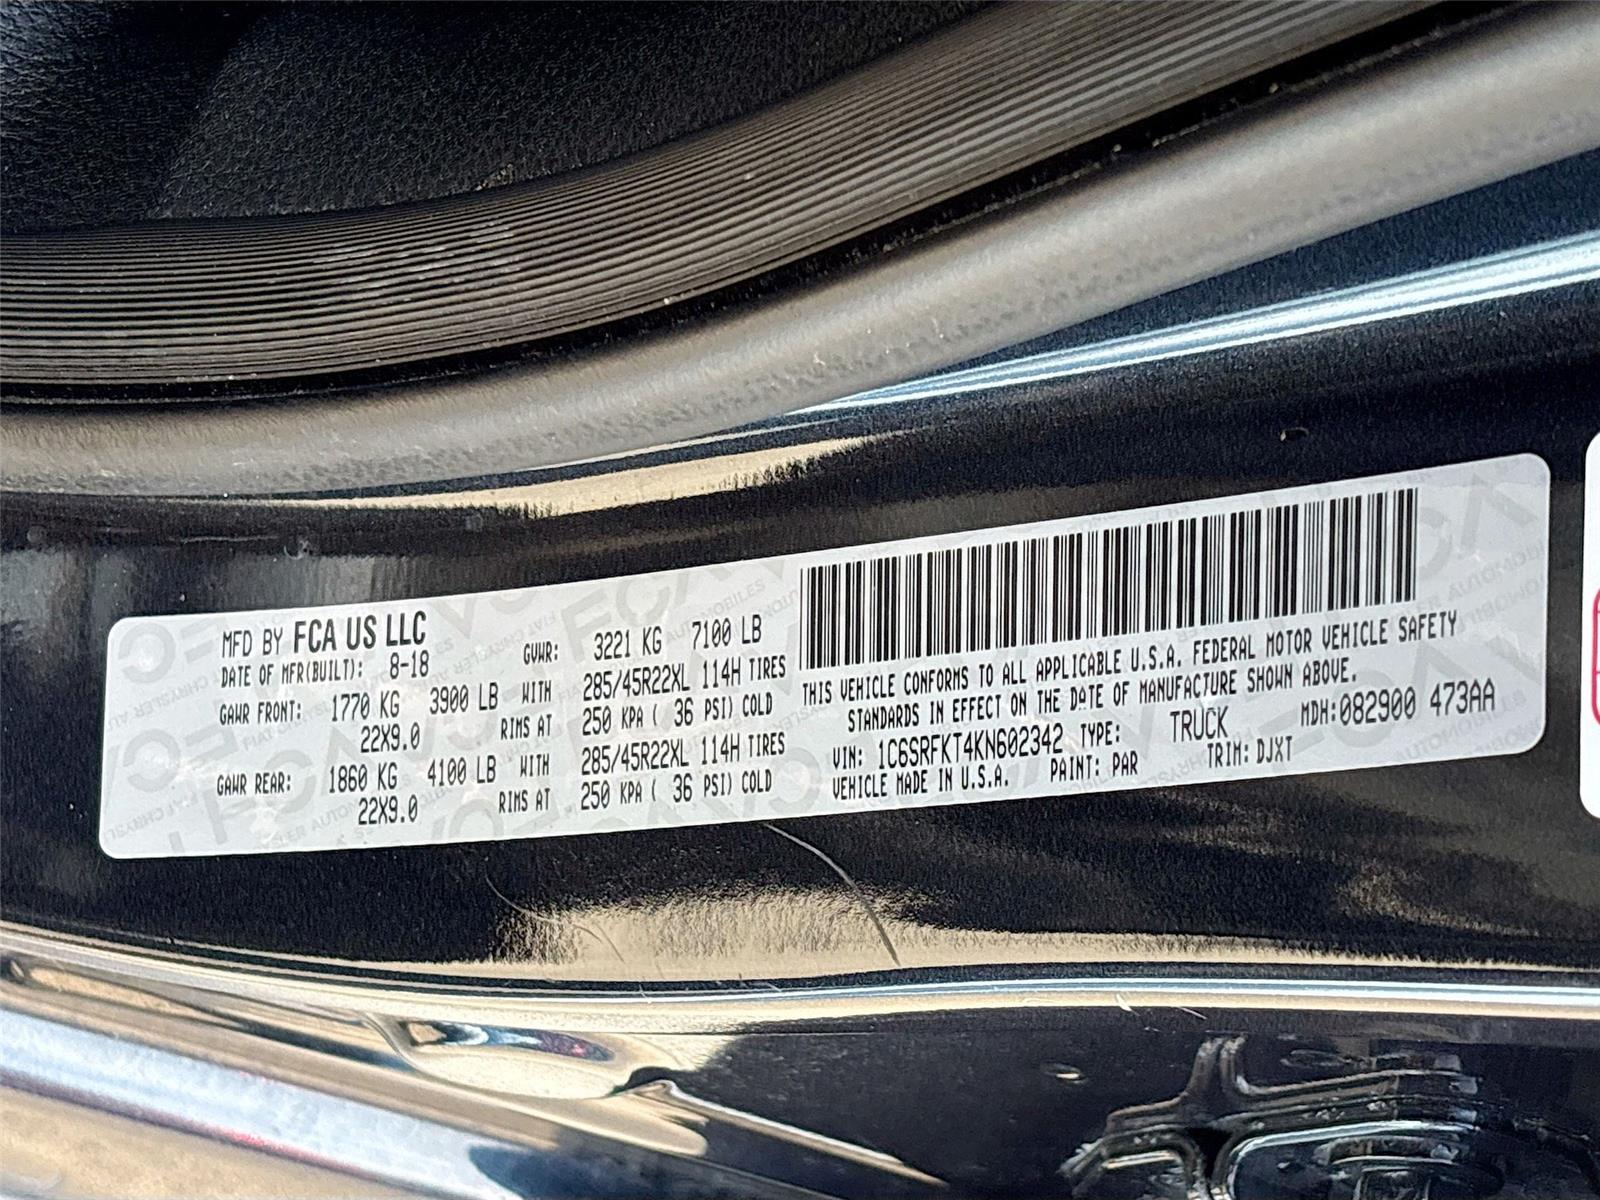 MFD BY FCA US LLC
DATE OF MFR(BUILT): 8-18 GVWR: 3221 KG 7100 LB
GAWR FRONT: 1770 KG 3900 LB WITH 285/45R22XL 114H TIRES
22X9.0 RIMS AT 250 KPA ( 36 PSI) COLD
GAWR REAR: 1860 KG 4100 LB WITH 285/45R22XL 114H TIRES
22X9.0 RIMS AT 250 KPA ( 36 PSI) COLD
THIS VEHICLE CONFORMS TO ALL APPLICABLE U.S.A. FEDERAL MOTOR VEHICLE SAFETY
STANDARDS IN EFFECT ON THE DATE OF MANUFACTURE SHOWN ABOVE.
VIN: 1C6SRFKT4KN602342 TYPE: TRUCK MDH:082900 473AA
VEHICLE MADE IN U.S.A. PAINT: PAR TRIM: DJXT